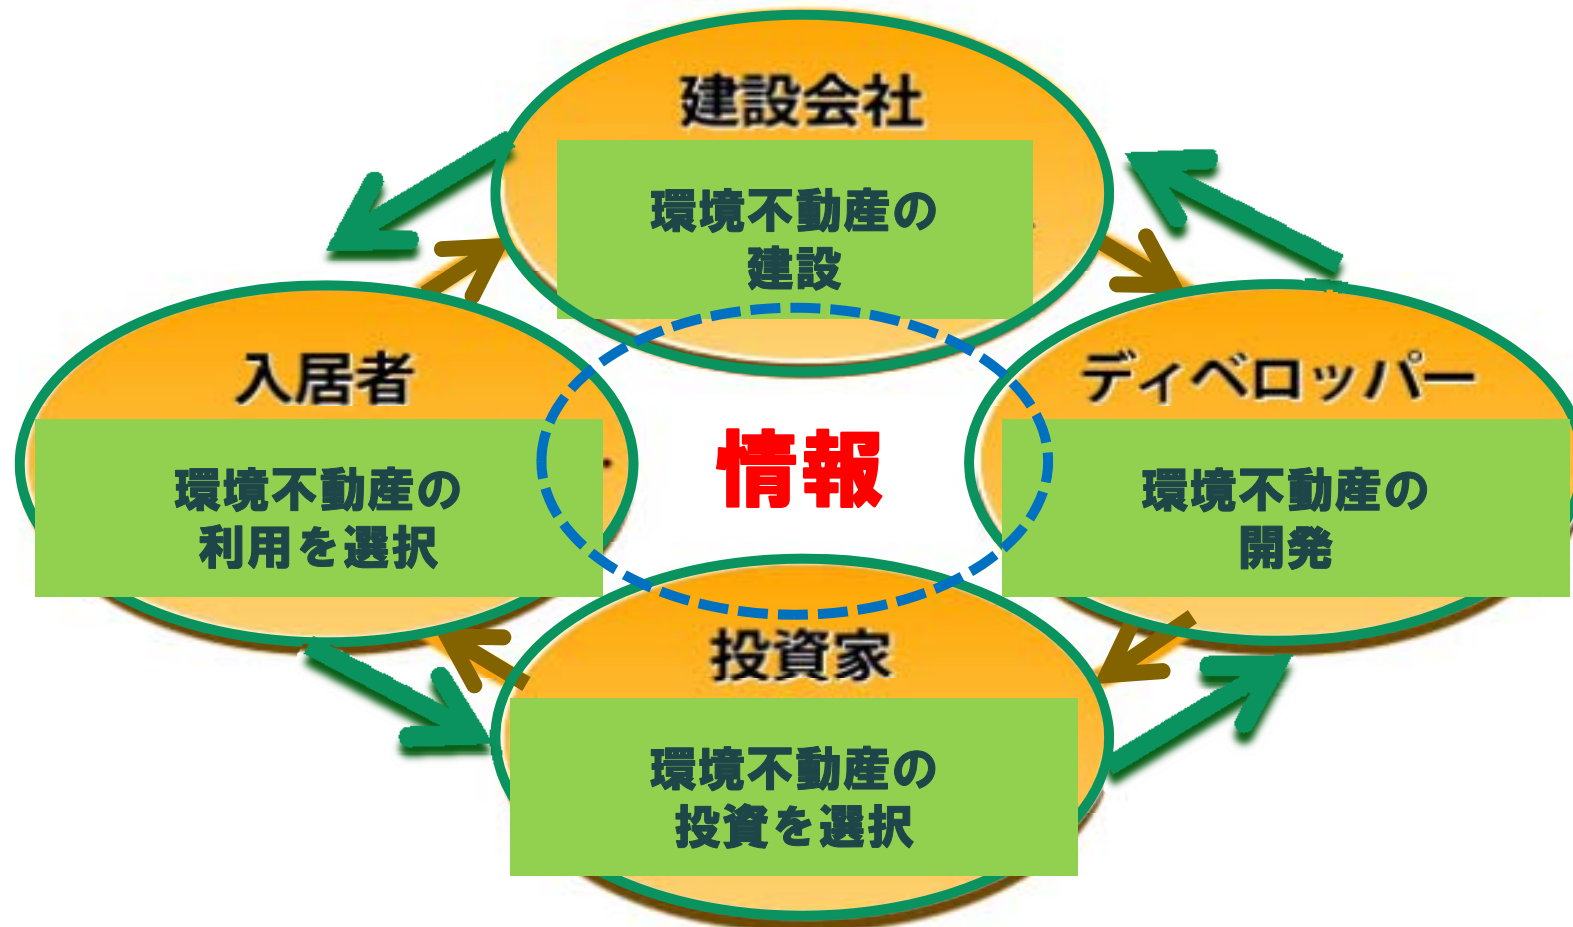 建設会社
環境不動産の
建設
入居者
環境不動産の
利用を選択
情報
ディベロッパー
環境不動産の
開発
投資家
環境不動産の
投資を選択